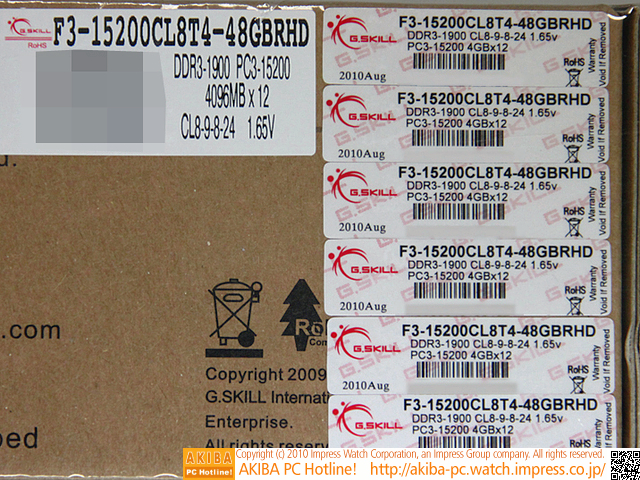 G.SKILL
RoHS
F3-15200CL8T4-48GBRHD
DDR3-1900 PC3-15200
4096MB x 12
CL8-9-8-24 1.65V
G.SKILL
2010Aug
F3-15200CL8T4-48GBRHD
DDR3-1900 CL8-9-8-24 1.65v
PC3-15200 4GBx12
RoHS
Warranty
Void If Removed
G.SKILL
2010Aug
F3-15200CL8T4-48GBRHD
DDR3-1900 CL8-9-8-24 1.65v
PC3-15200 4GBx12
RoHS
Warranty
Void If Removed
G.SKILL
2010Aug
F3-15200CL8T4-48GBRHD
DDR3-1900 CL8-9-8-24 1.65v
PC3-15200 4GBx12
RoHS
Warranty
Void If Removed
G.SKILL
2010Aug
F3-15200CL8T4-48GBRHD
DDR3-1900 CL8-9-8-24 1.65v
PC3-15200 4GBx12
RoHS
Warranty
Void If Removed
G.SKILL
2010Aug
F3-15200CL8T4-48GBRHD
DDR3-1900 CL8-9-8-24 1.65v
PC3-15200 4GBx12
RoHS
Warranty
Void If Removed
G.SKILL
F3-15200CL8T4-48GBRHD
DDR3-1900 CL8-9-8-24 1.65v
PC3-15200 4GBx12
RoHS
Warranty
Void If Removed
d.
s.com
ped
Ro
Com
Copyright 2009
G.SKILL Internat
Enterprise.
All rights reserv
AKIBA
PC Hotline!
Copyright (c) 2010 Impress Watch Corporation, an Impress Group company. All rights reserved.
AKIBA PC Hotline! http://akiba-pc.watch.impress.co.jp/